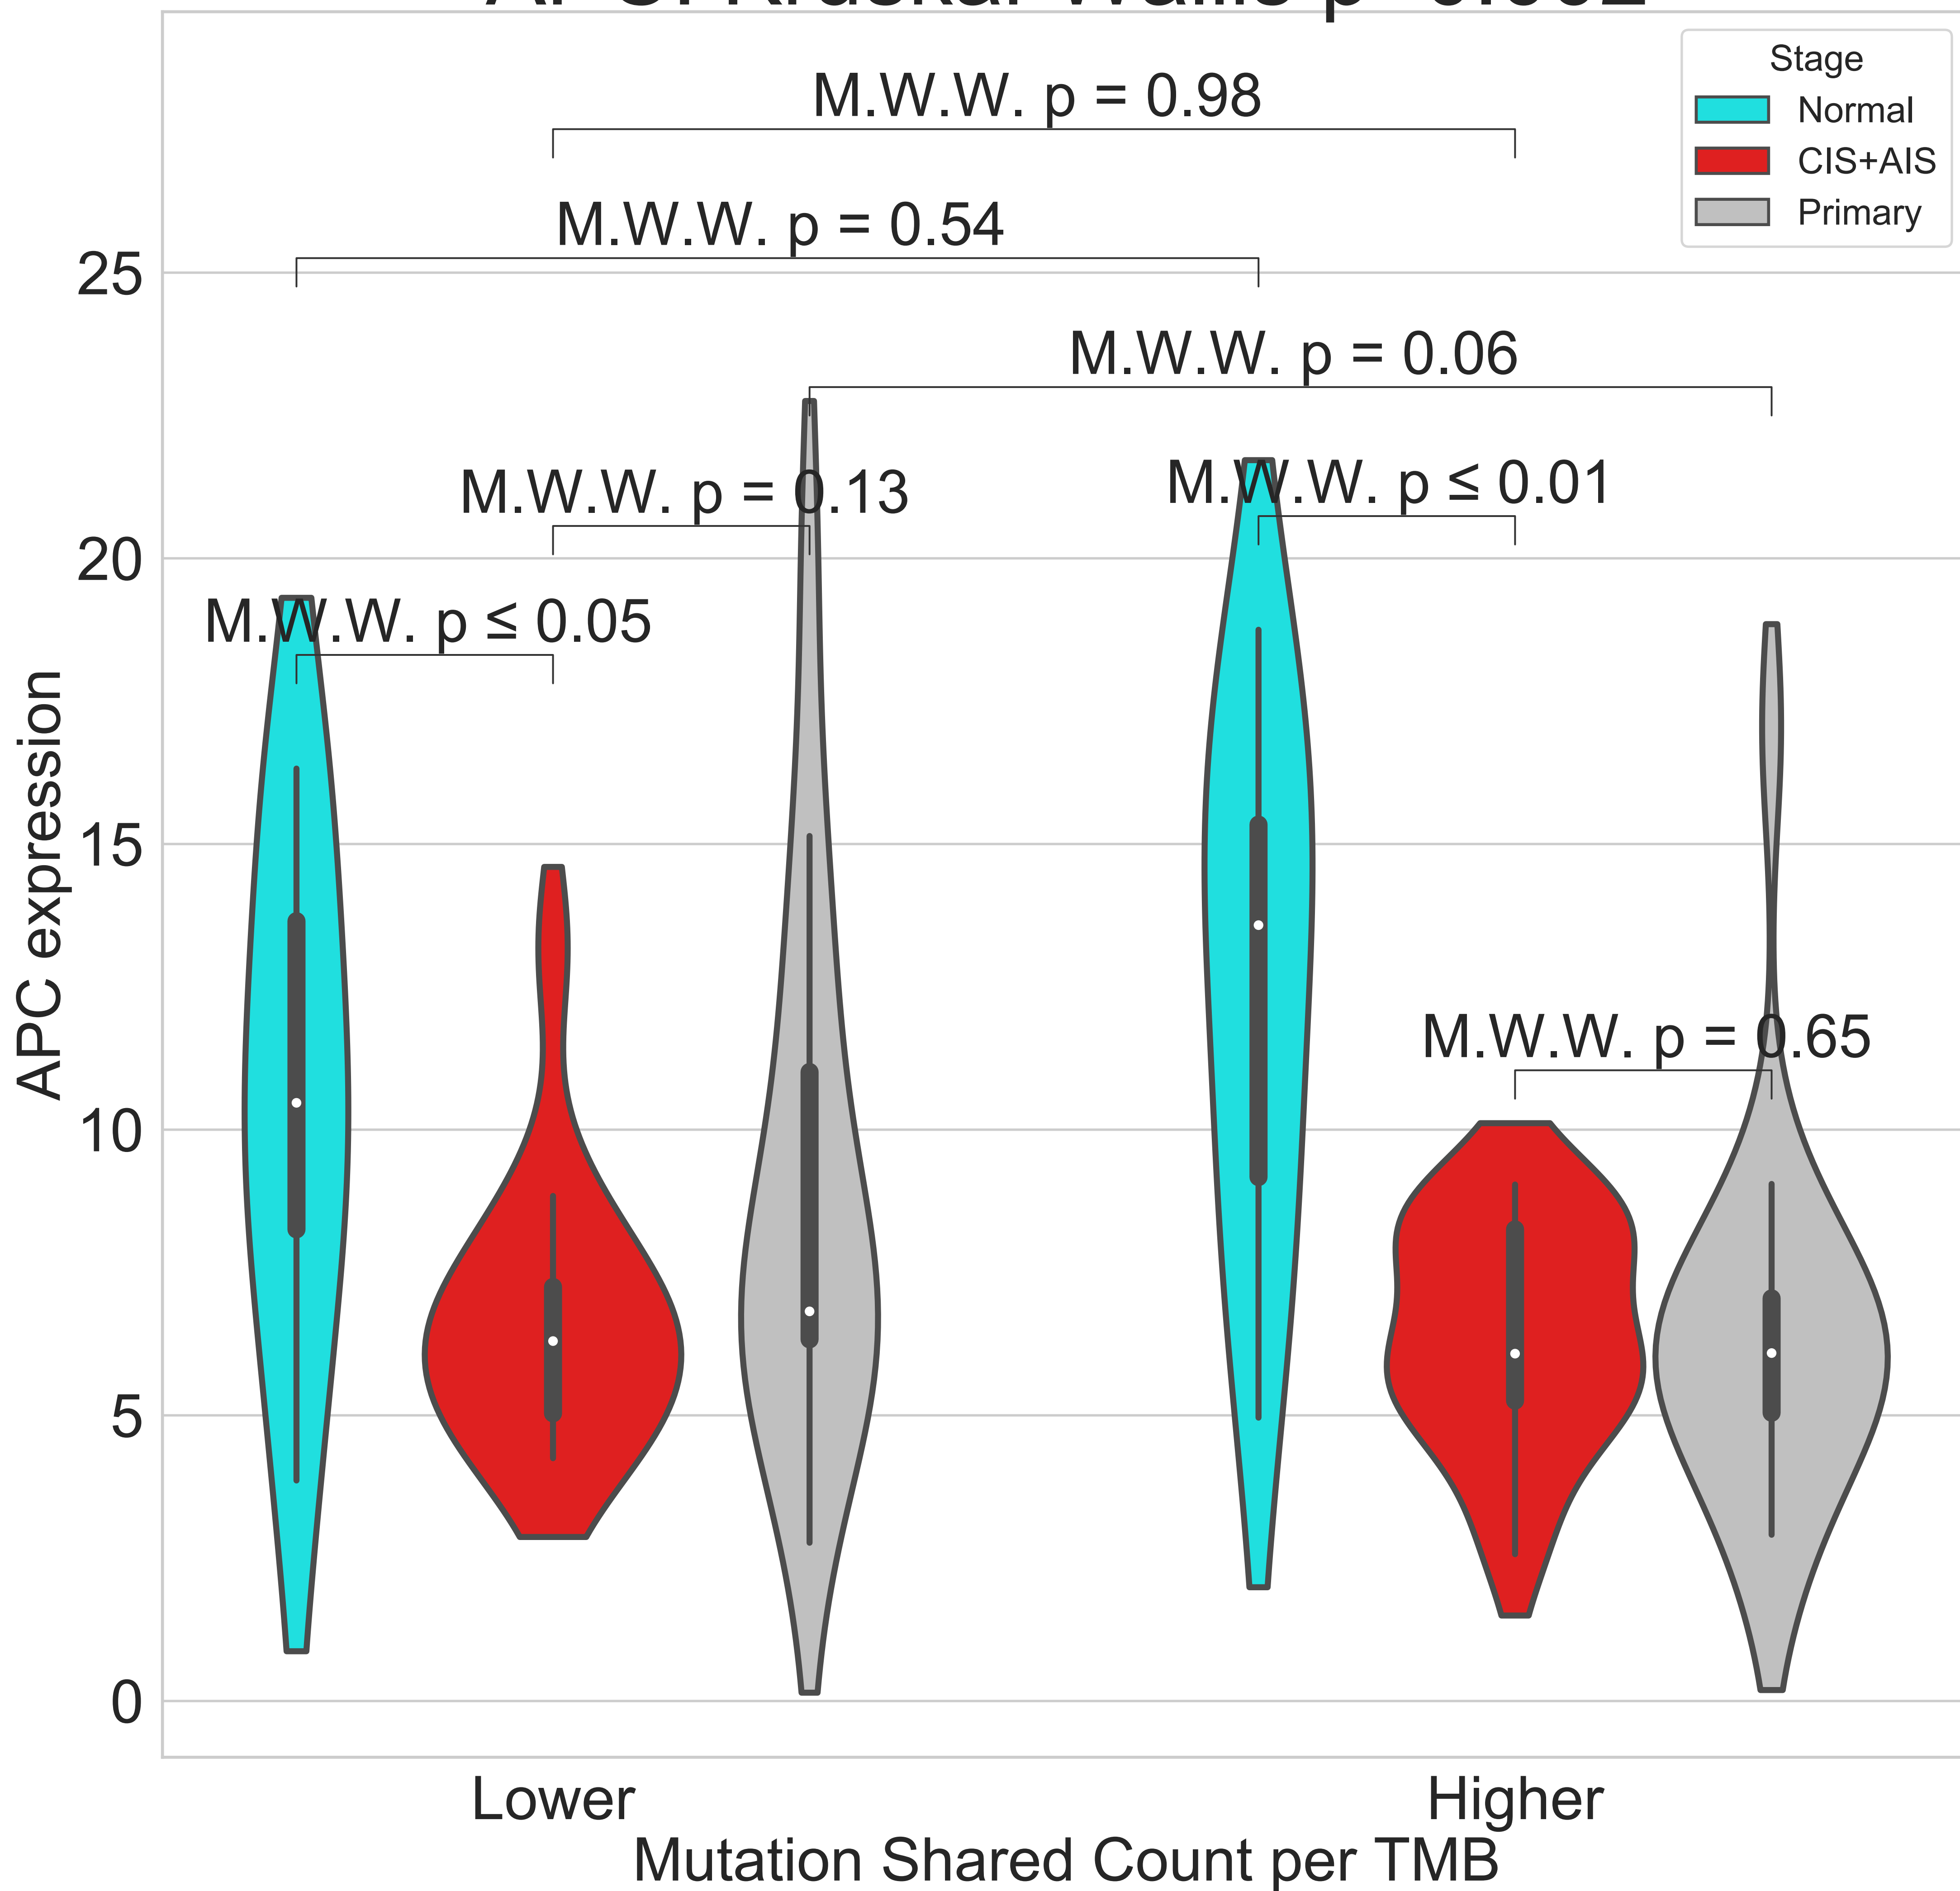 Stage
Normal
CIS+AIS
Primary
M.W.W. p = 0.98
M.W.W. p = 0.54
M.W.W. p = 0.06
M.W.W. p = 0.13
M.W.W. p ≤ 0.01
M.W.W. p ≤ 0.05
M.W.W. p = 0.65
25
20
15
10
5
0
APC expression
Lower
Higher
Mutation Shared Count per TMB